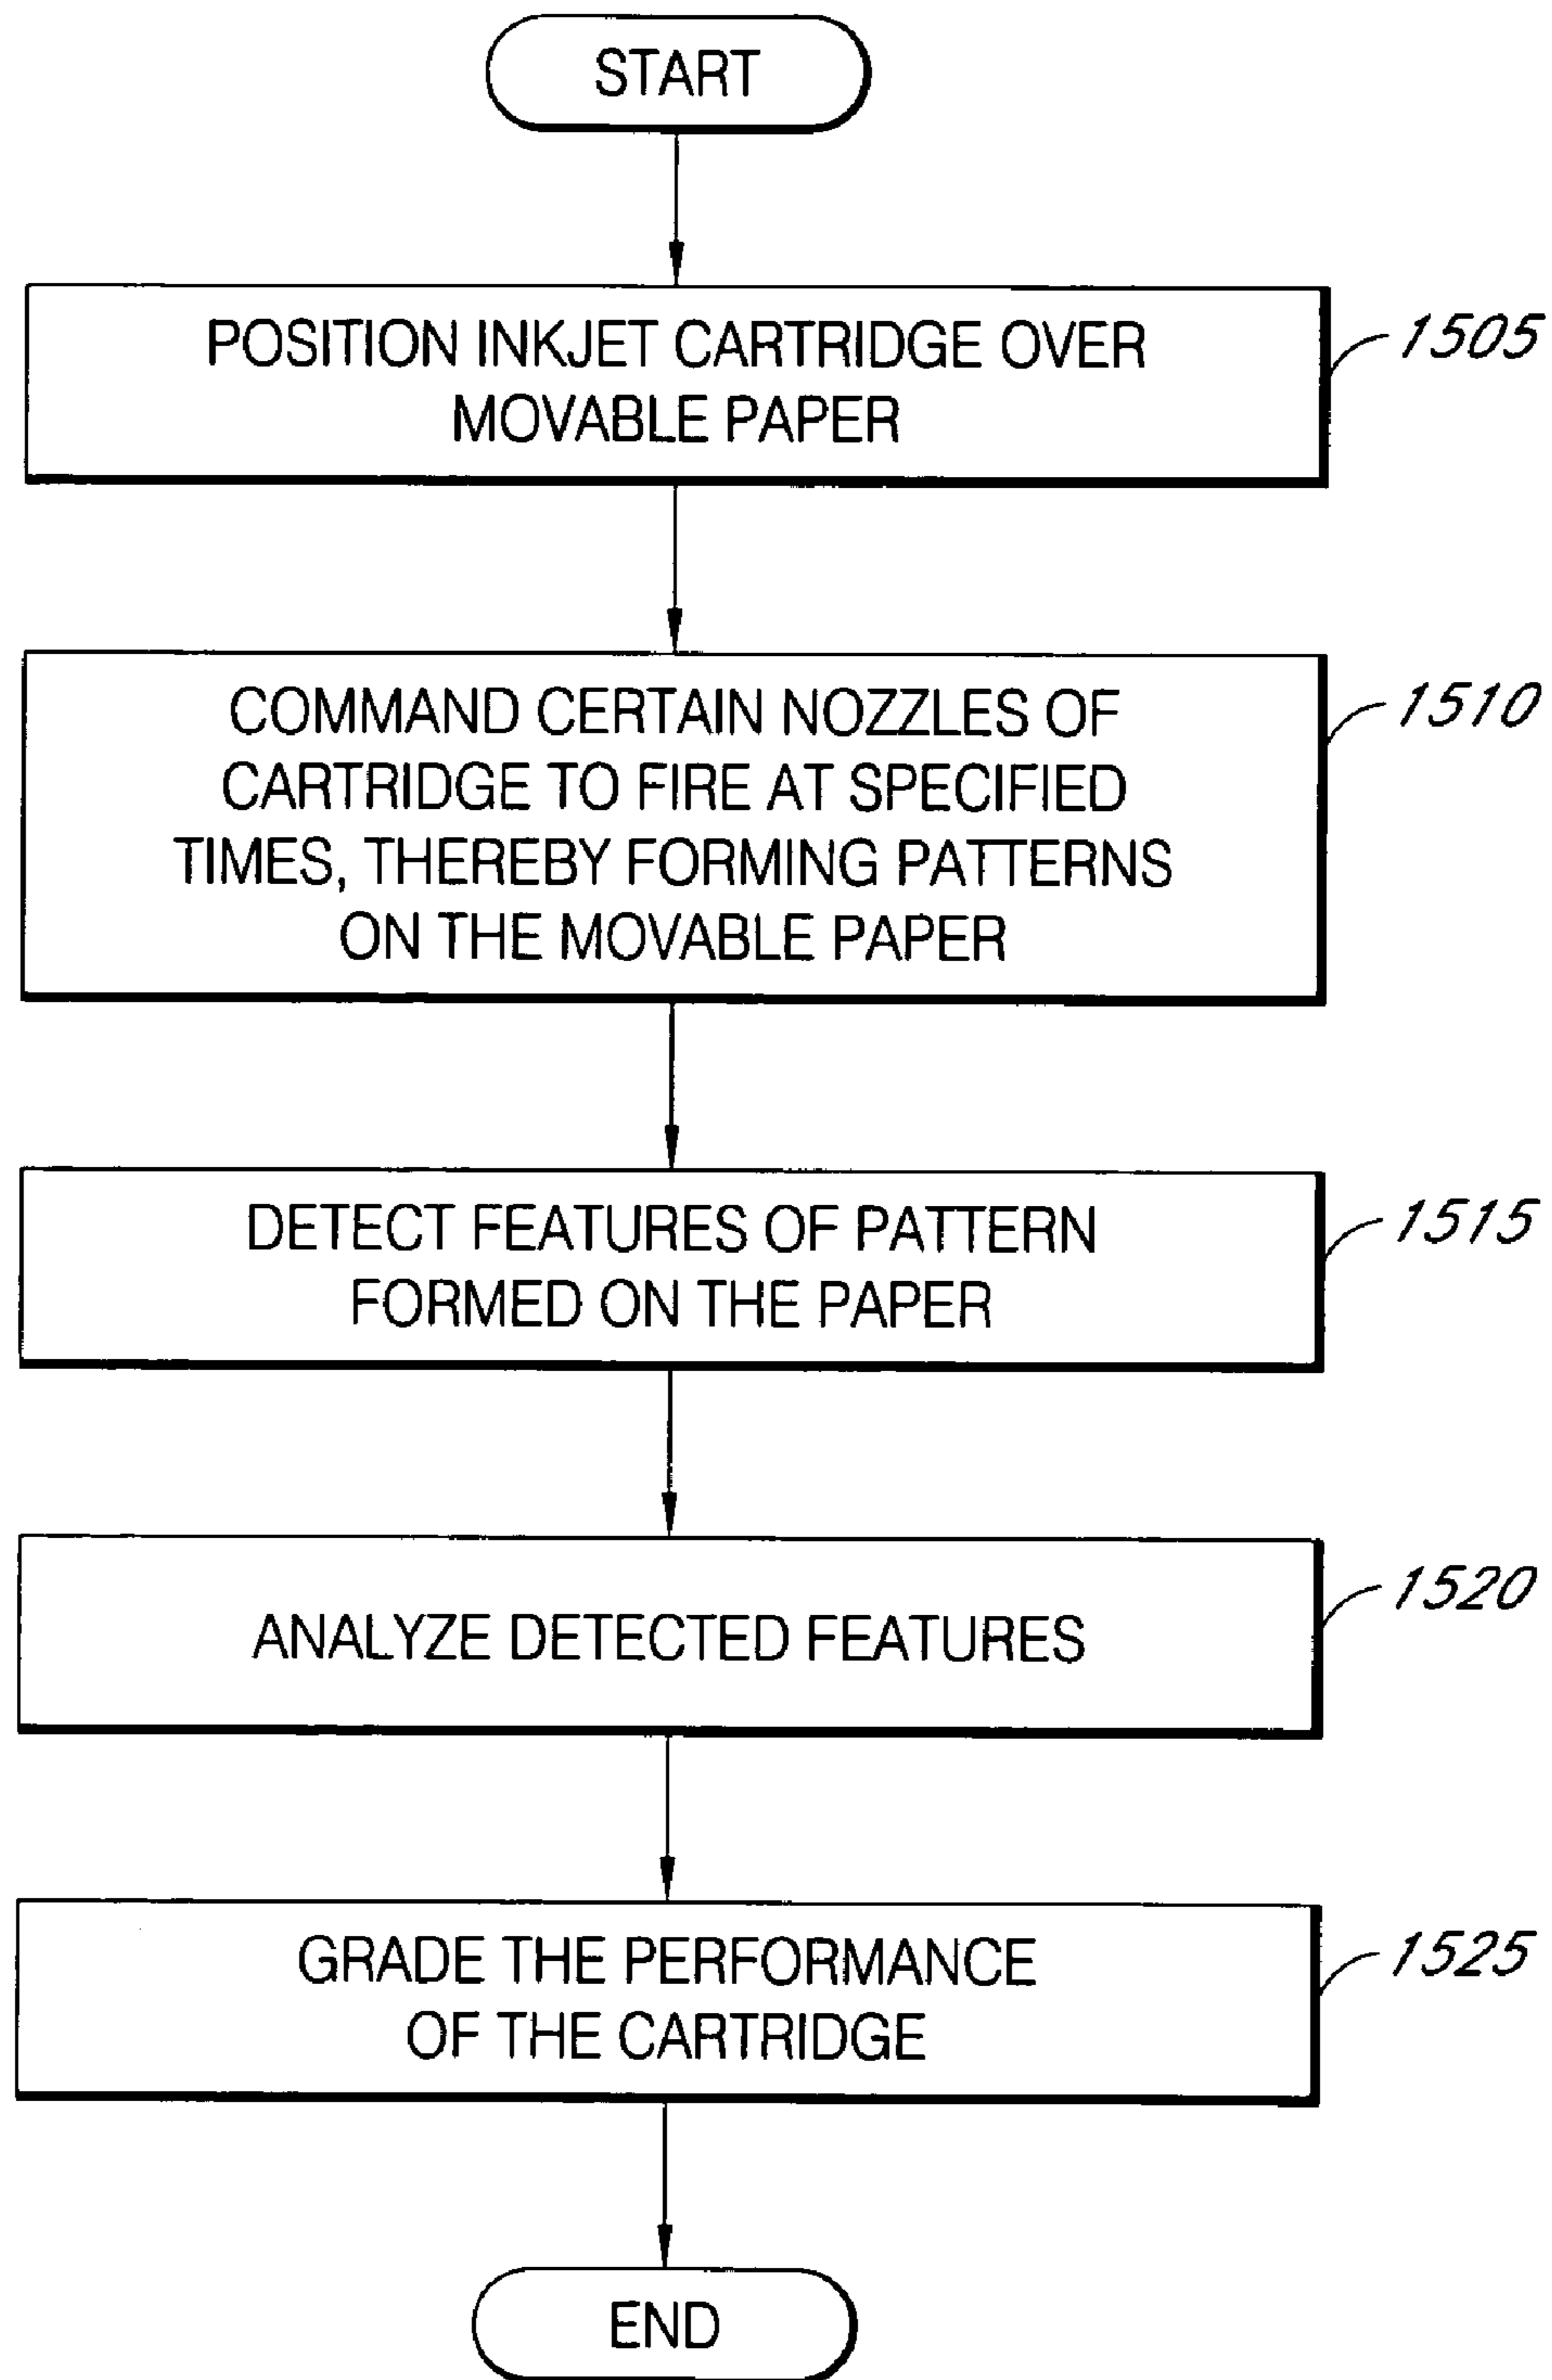 START
POSITION INKJET CARTRIDGE OVER
MOVABLE PAPER
1505
COMMAND CERTAIN NOZZLES OF
CARTRIDGE TO FIRE AT SPECIFIED
TIMES, THEREBY FORMING PATTERNS
ON THE MOVABLE PAPER
1510
DETECT FEATURES OF PATTERN
FORMED ON THE PAPER
1515
ANALYZE DETECTED FEATURES
1520
GRADE THE PERFORMANCE
OF THE CARTRIDGE
1525
END